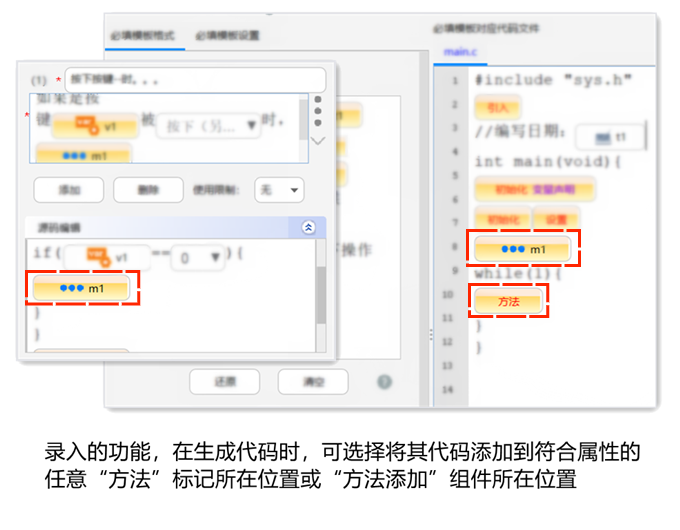 必填模板格式 必填模板设置
必填模板对应代码文件
main.c
(1) * 按下按键一时。。。
如果是按
* 键 v1 被 按下（另... ▼ 时，
m1
添加 删除 使用限制： 无
源码编辑
if( v1 == 0 ▼ ){
m1
}
}
下操作
还原 清空 ?
1 #include "sys.h"
2 引入
3 //编写日期： t1
4 int main(void){
5
6 初始化 变量声明
7 初始化 设置
8 m1
9 while(1){
10 方法
11 }
12 }
13
14
录入的功能，在生成代码时，可选择将其代码添加到符合属性的
任意“方法”标记所在位置或“方法添加”组件所在位置